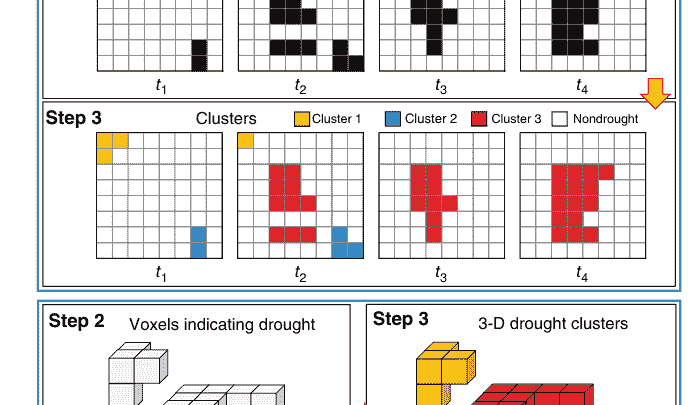 t1 t2 t3 t4
Step 3 Clusters Cluster 1 Cluster 2 Cluster 3 Nondrought
t1 t2 t3 t4
Step 2 Voxels indicating drought
Step 3 3-D drought clusters